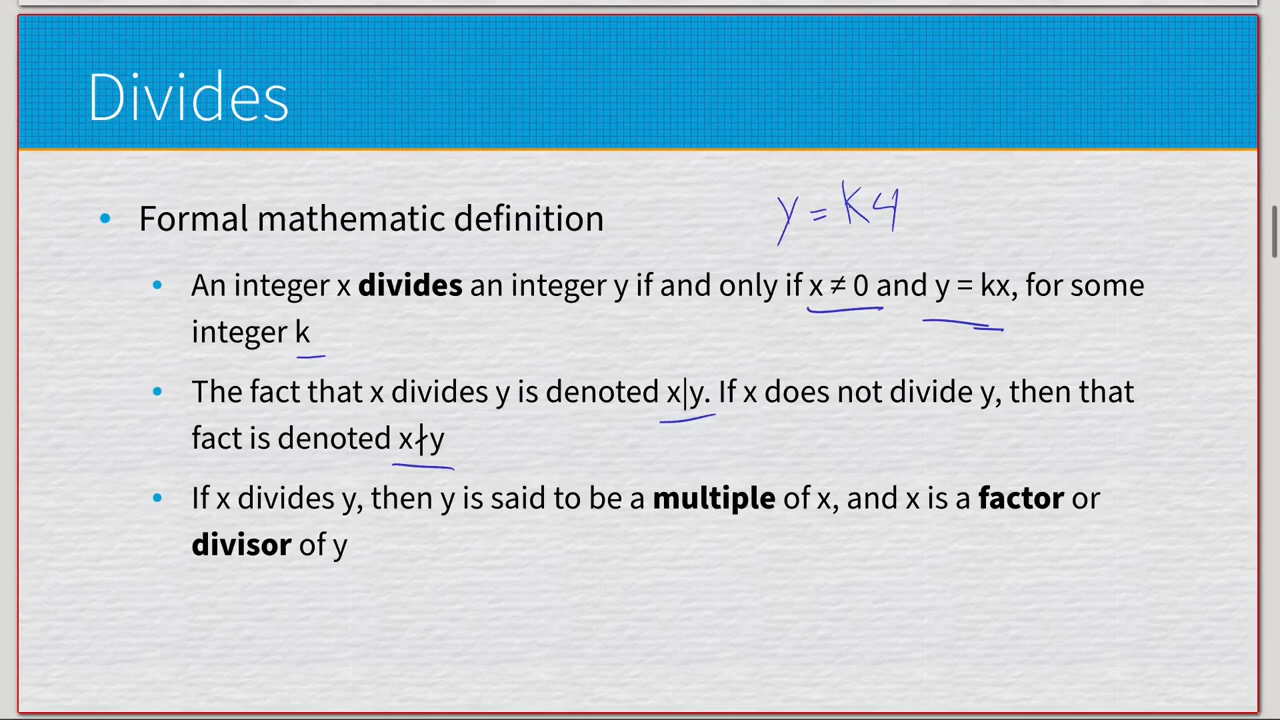 Divides
• Formal mathematic definition
y = k4
• An integer x divides an integer y if and only if x ≠ 0 and y = kx, for some
integer k
• The fact that x divides y is denoted x|y. If x does not divide y, then that
fact is denoted x∤y
• If x divides y, then y is said to be a multiple of x, and x is a factor or
divisor of y